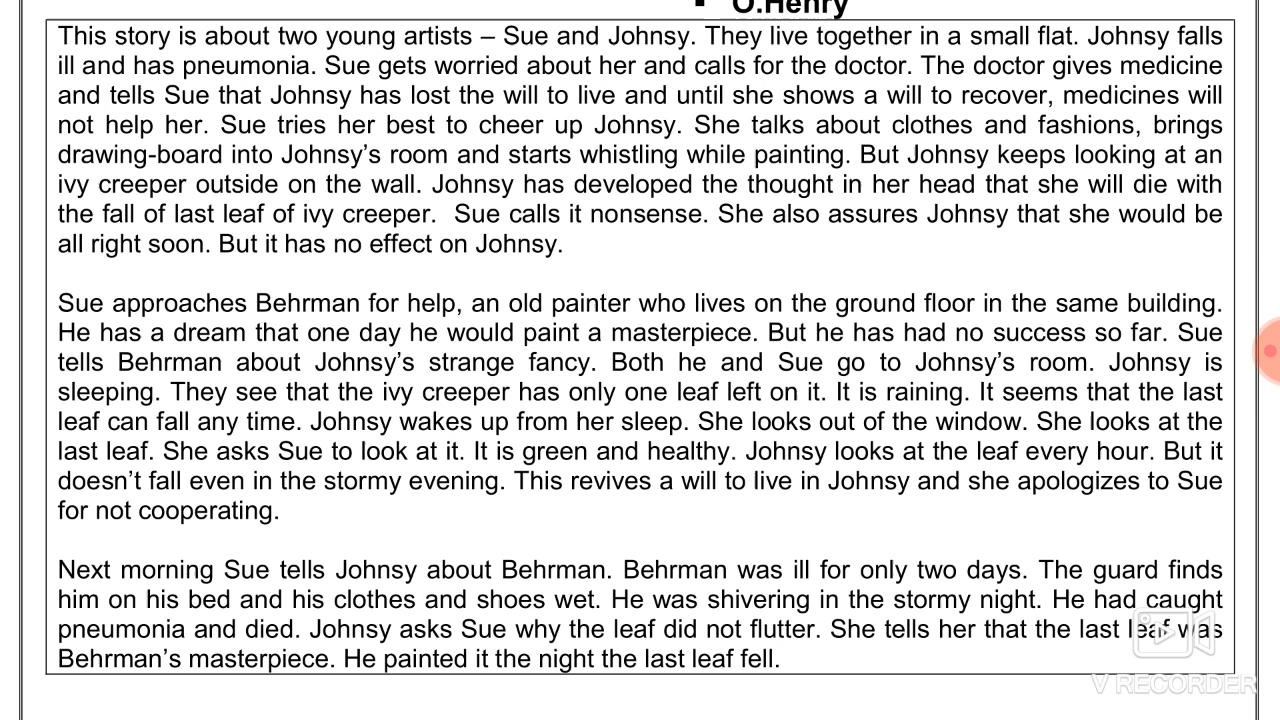 ▪ O.Henry
This story is about two young artists – Sue and Johnsy. They live together in a small flat. Johnsy falls
ill and has pneumonia. Sue gets worried about her and calls for the doctor. The doctor gives medicine
and tells Sue that Johnsy has lost the will to live and until she shows a will to recover, medicines will
not help her. Sue tries her best to cheer up Johnsy. She talks about clothes and fashions, brings
drawing-board into Johnsy’s room and starts whistling while painting. But Johnsy keeps looking at an
ivy creeper outside on the wall. Johnsy has developed the thought in her head that she will die with
the fall of last leaf of ivy creeper.  Sue calls it nonsense. She also assures Johnsy that she would be
all right soon. But it has no effect on Johnsy.
Sue approaches Behrman for help, an old painter who lives on the ground floor in the same building.
He has a dream that one day he would paint a masterpiece. But he has had no success so far. Sue
tells Behrman about Johnsy’s strange fancy. Both he and Sue go to Johnsy’s room. Johnsy is
sleeping. They see that the ivy creeper has only one leaf left on it. It is raining. It seems that the last
leaf can fall any time. Johnsy wakes up from her sleep. She looks out of the window. She looks at the
last leaf. She asks Sue to look at it. It is green and healthy. Johnsy looks at the leaf every hour. But it
doesn’t fall even in the stormy evening. This revives a will to live in Johnsy and she apologizes to Sue
for not cooperating.
Next morning Sue tells Johnsy about Behrman. Behrman was ill for only two days. The guard finds
him on his bed and his clothes and shoes wet. He was shivering in the stormy night. He had caught
pneumonia and died. Johnsy asks Sue why the leaf did not flutter. She tells her that the last leaf was
Behrman’s masterpiece. He painted it the night the last leaf fell.
V RECORDER